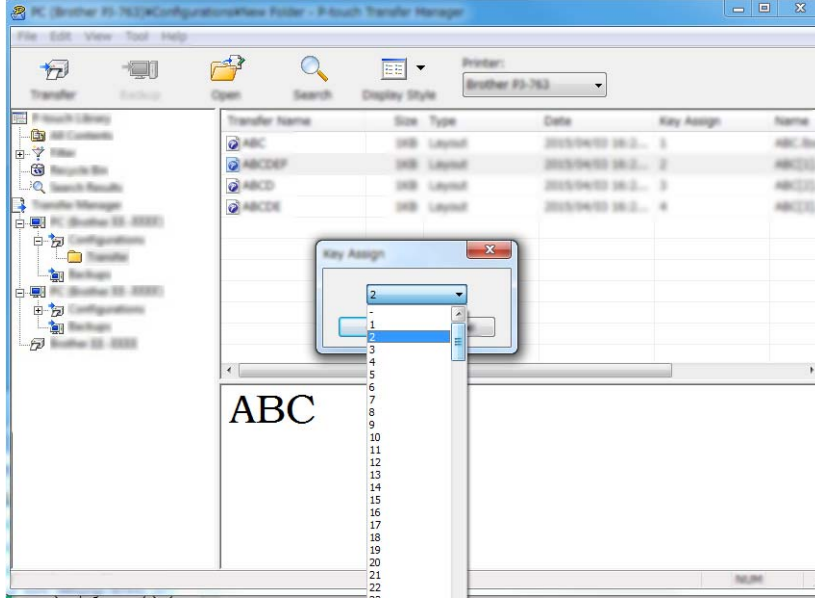 PC (Brother PJ-763)¥Configurations¥New Folder - P-touch Transfer Manager
File Edit View Tool Help
Transfer
Backup
Open
Search
Display Style
Printer:
Brother PJ-763
P-touch Library
All Contents
Filter
Recycle Bin
Search Results
Transfer Manager
Configurations
Transfer
Backups
Configurations
Backups
Transfer Name Size Type Date Key Assign Name
ABC 1KB Layout 1
ABCDEF 1KB Layout 2
ABCD 1KB Layout 3
ABCDE 1KB Layout 4
Key Assign
2
-
1
2
3
4
5
6
7
8
9
10
11
12
13
14
15
16
17
18
19
20
21
22
ABC
NUM